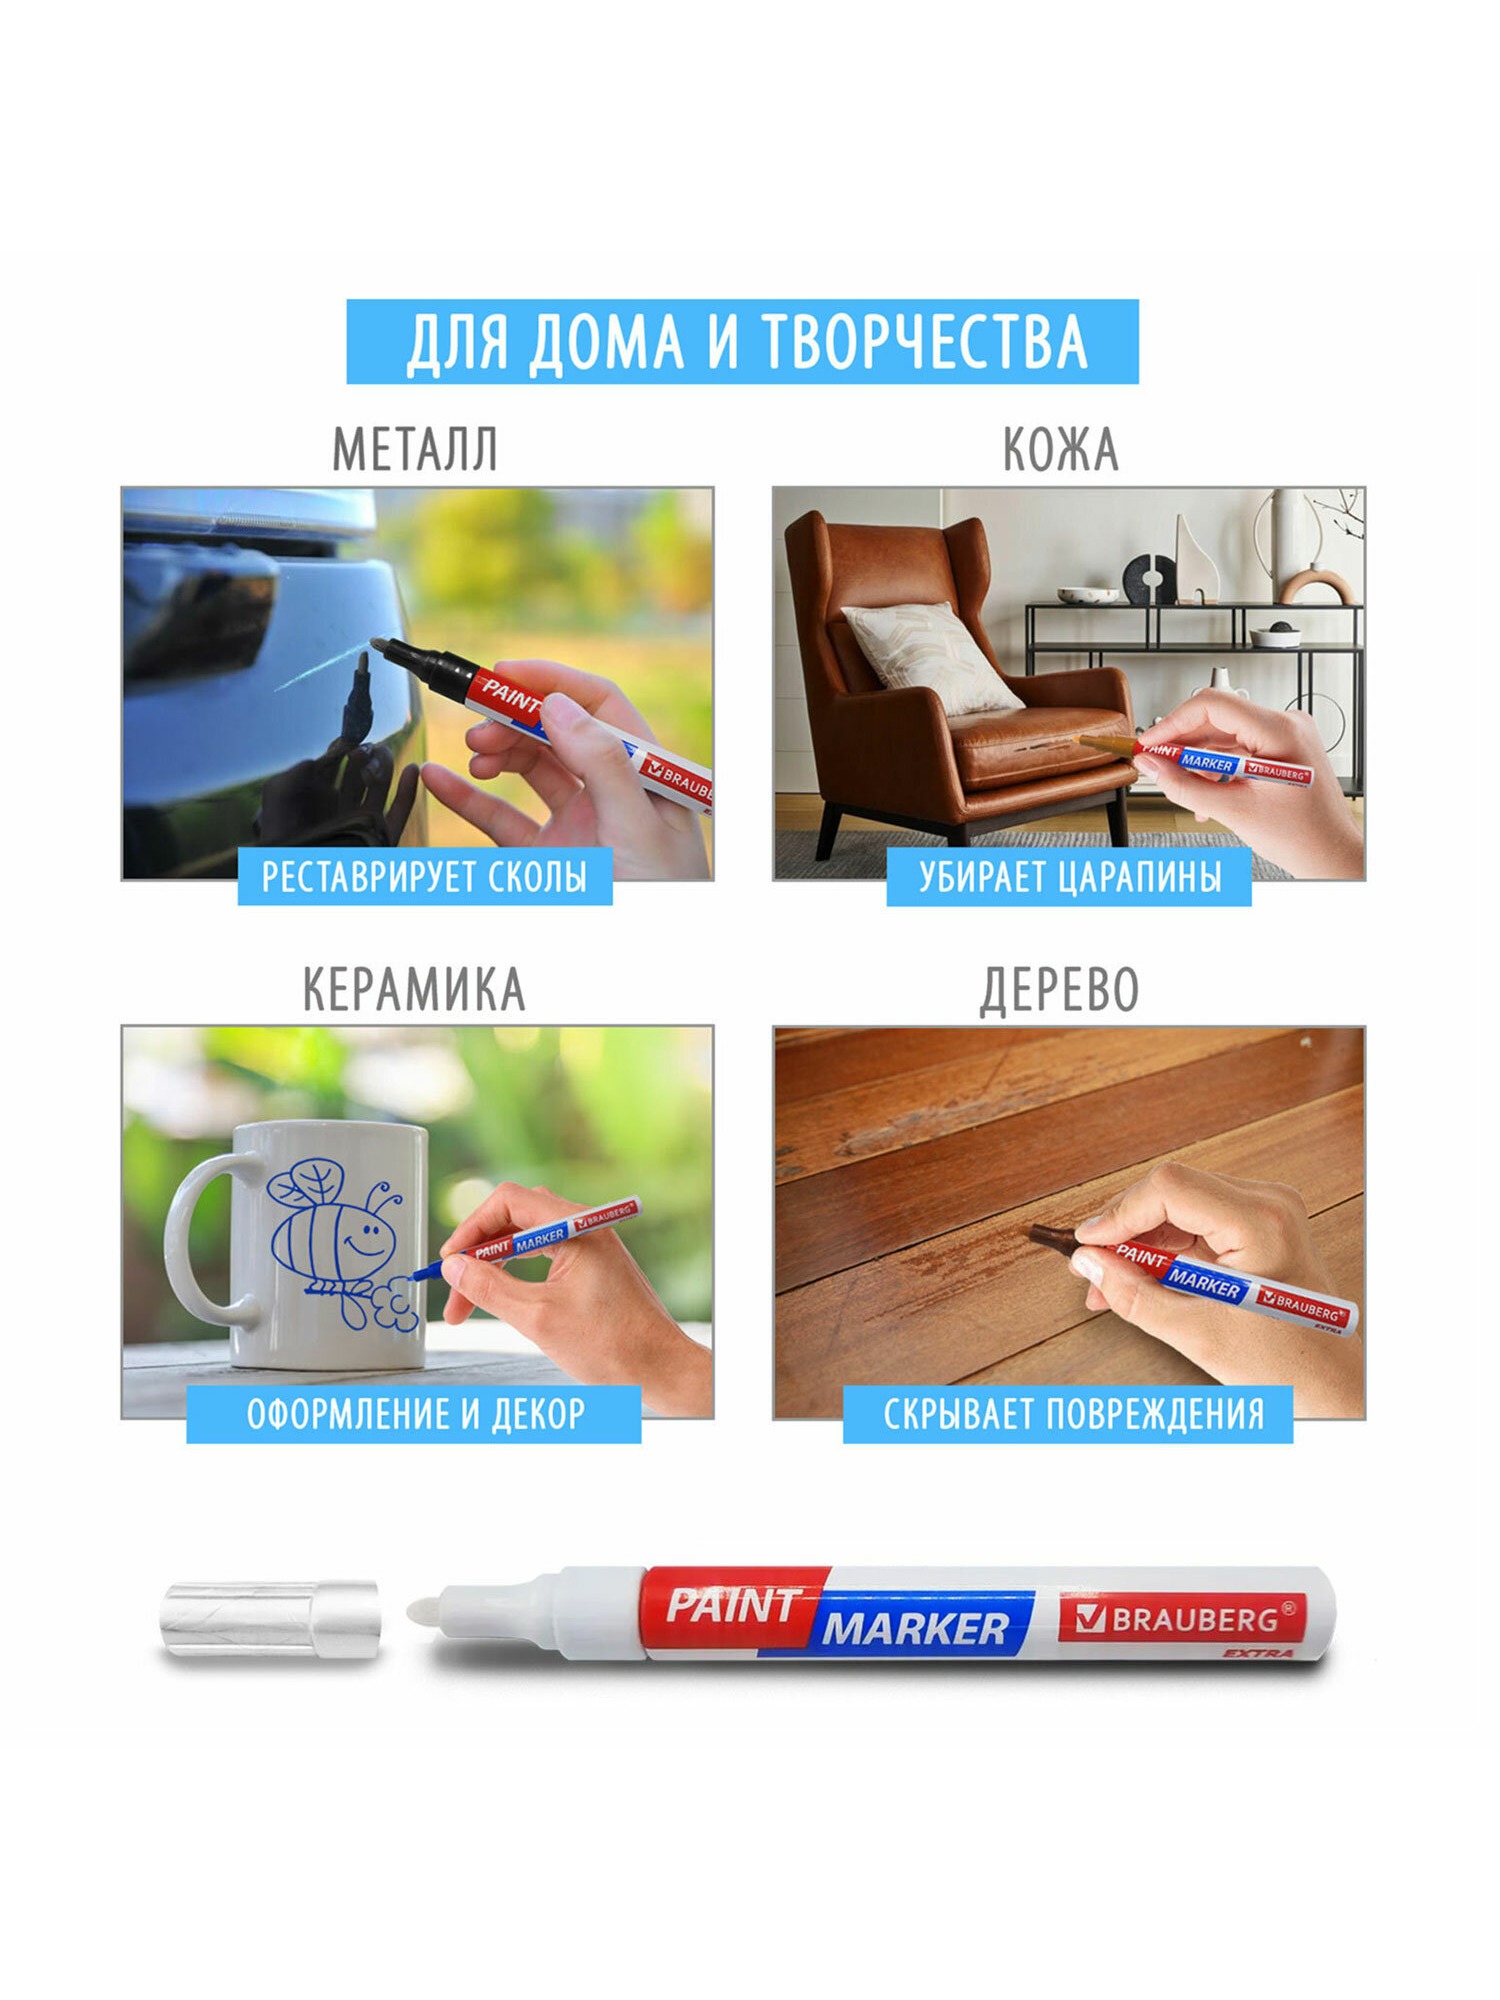 ДЛЯ ДОМА И ТВОРЧЕСТВА
МЕТАЛЛ
КОЖА
PAINT
BRAUBE
PAINT MARKER BRAUBERG
РЕСТАВРИРУЕТ СКОЛЫ
УБИРАЕТ ЦАРАПИНЫ
КЕРАМИКА
ДЕРЕВО
PAINT MARKER BRAUBERG
PAINT MARKER BRAUBERG
EXTRA
ОФОРМЛЕНИЕ И ДЕКОР
СКРЫВАЕТ ПОВРЕЖДЕНИЯ
PAINT MARKER BRAUBERG®
EXTRA